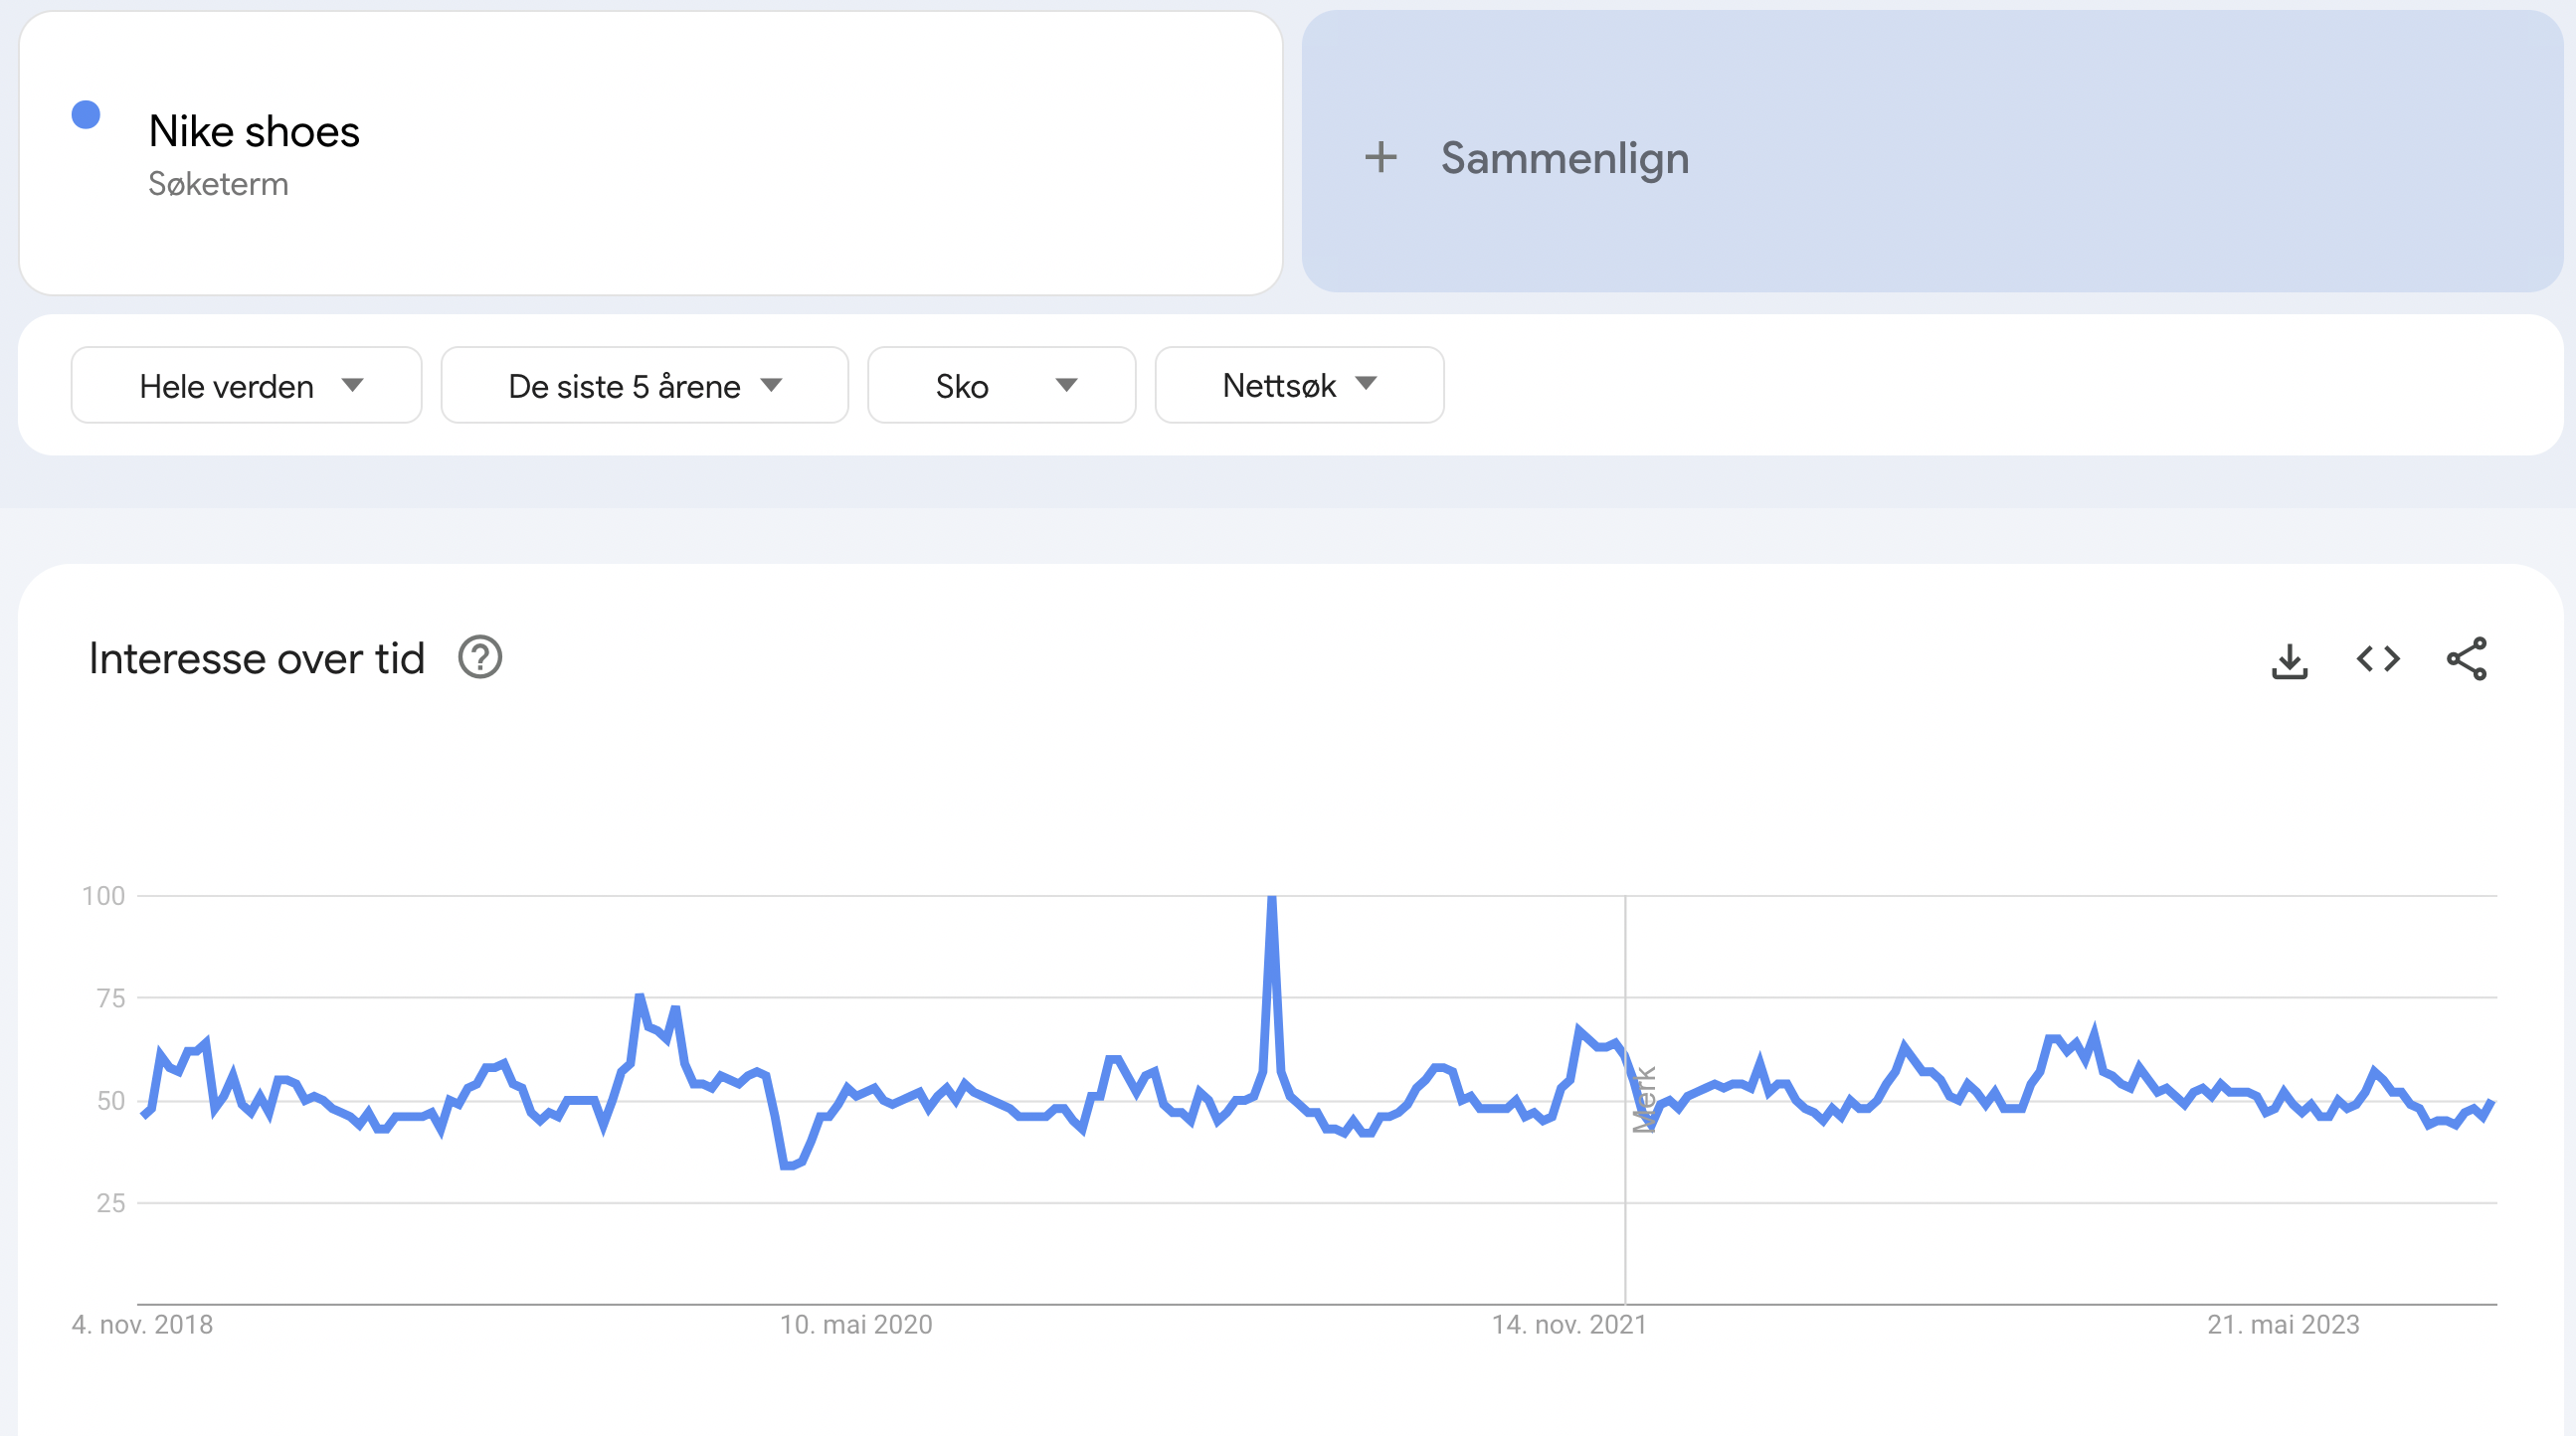 Nike shoes
Søketerm
+ Sammenlign
Hele verden
De siste 5 årene
Sko
Nettsøk
Interesse over tid ?
100
75
50
25
Merk
4. nov. 2018
10. mai 2020
14. nov. 2021
21. mai 2023